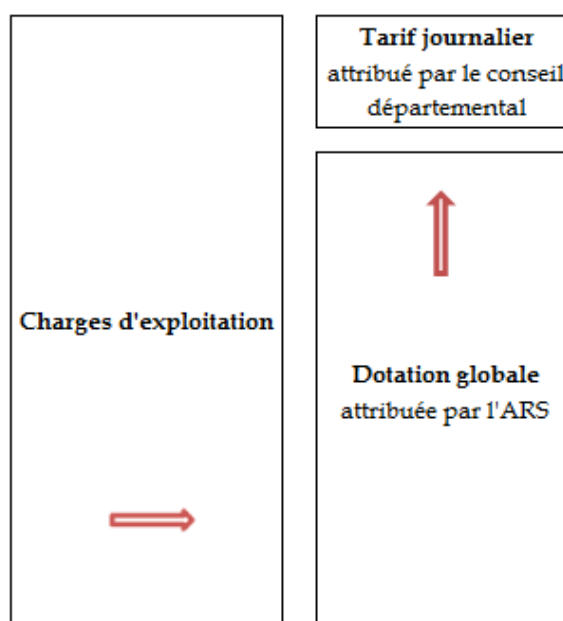 Charges d'exploitation
Tarif journalier
attribué par le conseil
départemental
Dotation globale
attribuée par l'ARS